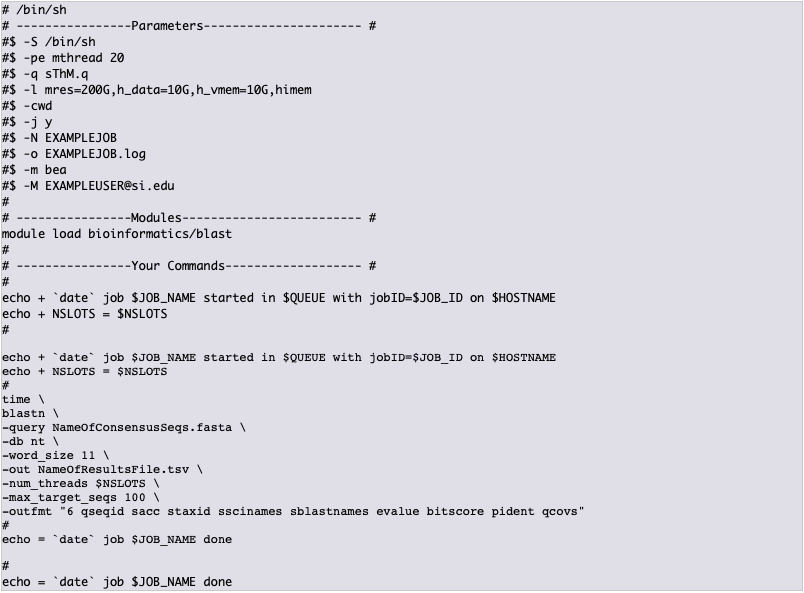 # /bin/sh
# ----------------Parameters---------------------- #
#$ -S /bin/sh
#$ -pe mthread 20
#$ -q sThM.q
#$ -l mres=200G,h_data=10G,h_vmem=10G,himem
#$ -cwd
#$ -j y
#$ -N EXAMPLEJOB
#$ -o EXAMPLEJOB.log
#$ -m bea
#$ -M EXAMPLEUSER@si.edu
#
# ----------------Modules------------------------- #
module load bioinformatics/blast
#
# ----------------Your Commands------------------- #
#
echo + `date` job $JOB_NAME started in $QUEUE with jobID=$JOB_ID on $HOSTNAME
echo + NSLOTS = $NSLOTS
#
echo + `date` job $JOB_NAME started in $QUEUE with jobID=$JOB_ID on $HOSTNAME
echo + NSLOTS = $NSLOTS
#
time \
blastn \
-query NameOfConsensusSeqs.fasta \
-db nt \
-word_size 11 \
-out NameOfResultsFile.tsv \
-num_threads $NSLOTS \
-max_target_seqs 100 \
-outfmt "6 qseqid sacc staxid sscinames sblastnames evalue bitscore pident qcovs"
#
echo = `date` job $JOB_NAME done
#
echo = `date` job $JOB_NAME done